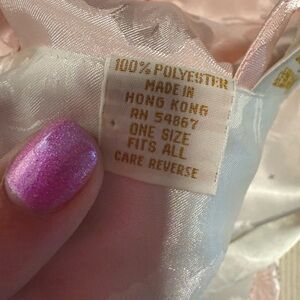 100% POLYESTER
MADE IN
HONG KONG
RN 54867
ONE SIZE
FITS ALL
CARE REVERSE